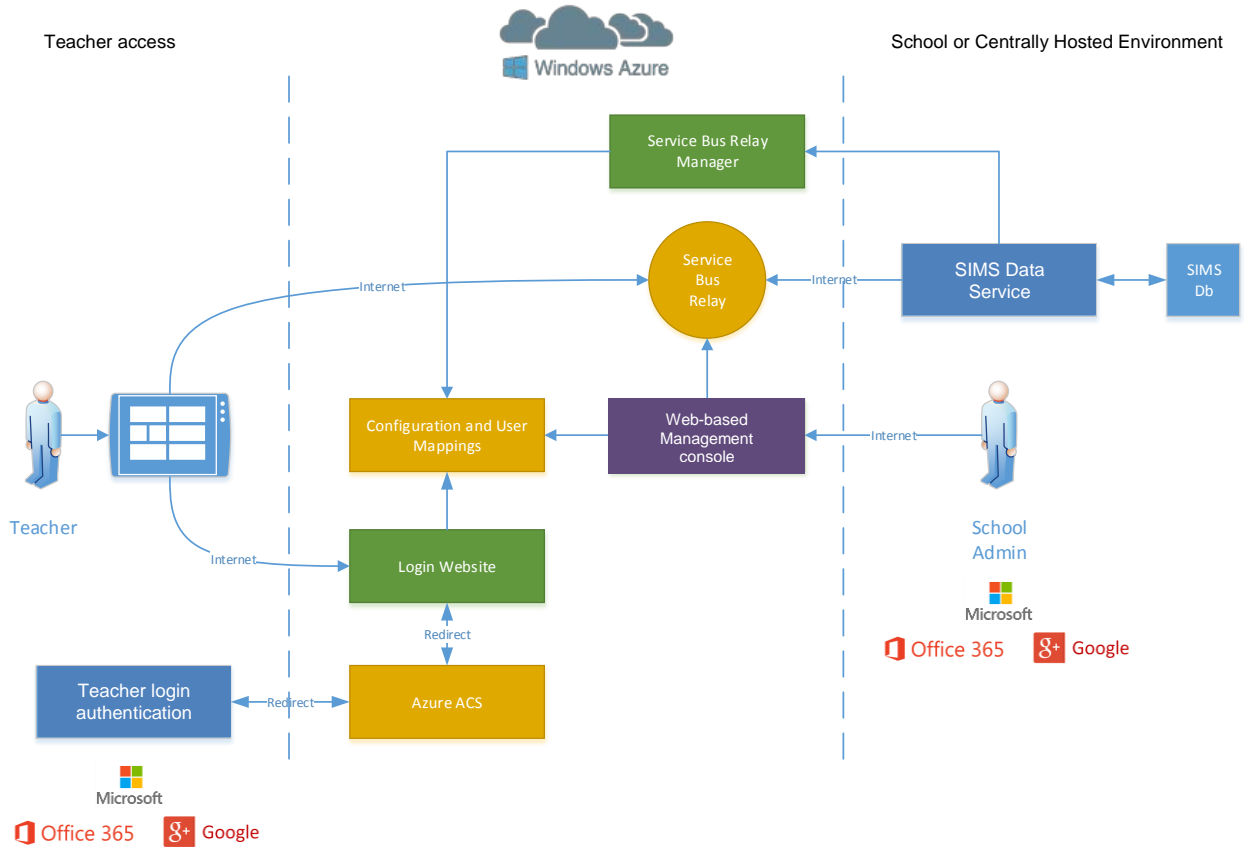 Teacher access
Windows Azure
School or Centrally Hosted Environment
Service Bus Relay
Manager
Service
Bus
Relay
Internet
Internet
SIMS Data
Service
SIMS
Db
Configuration and User
Mappings
Web-based
Management
console
Internet
Teacher
School
Admin
Internet
Login Website
Microsoft
Office 365
g+ Google
Redirect
Teacher login
authentication
Redirect
Azure ACS
Microsoft
Office 365
g+ Google